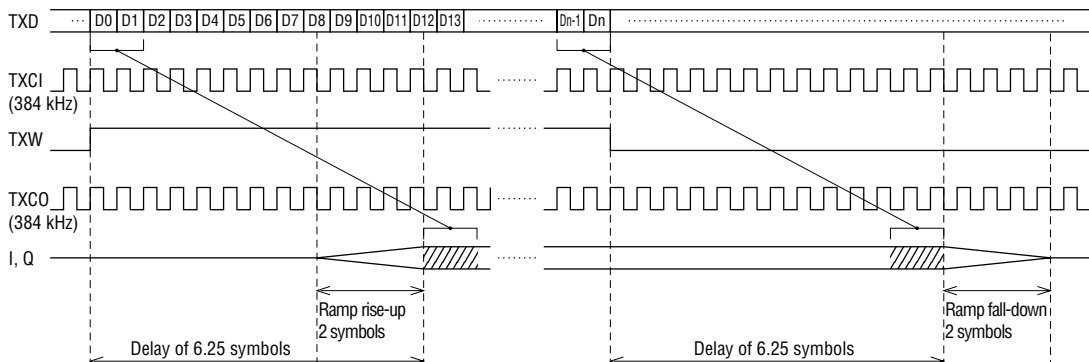 TXD ··· D0 D1 D2 D3 D4 D5 D6 D7 D8 D9 D10 D11 D12 D13 Dn-1 Dn
TXCI
(384 kHz)
TXW
TXCO
(384 kHz)
I, Q
Ramp rise-up
2 symbols
Ramp fall-down
2 symbols
Delay of 6.25 symbols
Delay of 6.25 symbols